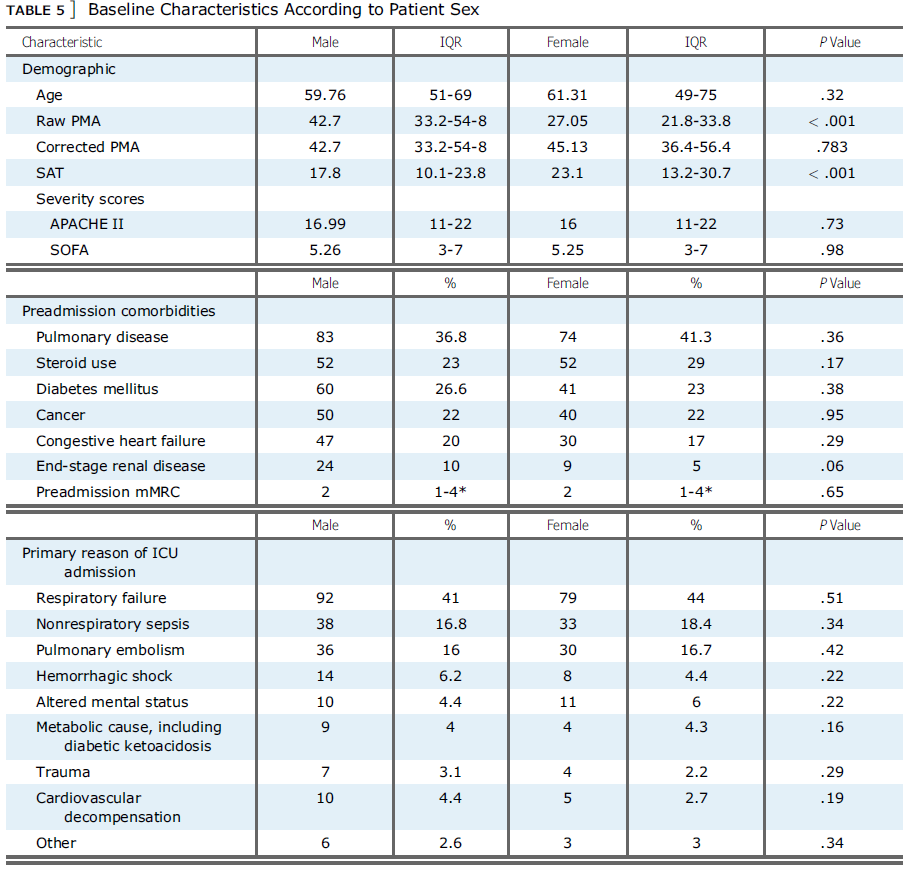 TABLE 5 ] Baseline Characteristics According to Patient Sex
Characteristic Male IQR Female IQR P Value
Demographic
Age 59.76 51-69 61.31 49-75 .32
Raw PMA 42.7 33.2-54-8 27.05 21.8-33.8 < .001
Corrected PMA 42.7 33.2-54-8 45.13 36.4-56.4 .783
SAT 17.8 10.1-23.8 23.1 13.2-30.7 < .001
Severity scores
APACHE II 16.99 11-22 16 11-22 .73
SOFA 5.26 3-7 5.25 3-7 .98
Male % Female % P Value
Preadmission comorbidities
Pulmonary disease 83 36.8 74 41.3 .36
Steroid use 52 23 52 29 .17
Diabetes mellitus 60 26.6 41 23 .38
Cancer 50 22 40 22 .95
Congestive heart failure 47 20 30 17 .29
End-stage renal disease 24 10 9 5 .06
Preadmission mMRC 2 1-4* 2 1-4* .65
Male % Female % P Value
Primary reason of ICU
admission
Respiratory failure 92 41 79 44 .51
Nonrespiratory sepsis 38 16.8 33 18.4 .34
Pulmonary embolism 36 16 30 16.7 .42
Hemorrhagic shock 14 6.2 8 4.4 .22
Altered mental status 10 4.4 11 6 .22
Metabolic cause, including 9 4 4 4.3 .16
diabetic ketoacidosis
Trauma 7 3.1 4 2.2 .29
Cardiovascular 10 4.4 5 2.7 .19
decompensation
Other 6 2.6 3 3 .34